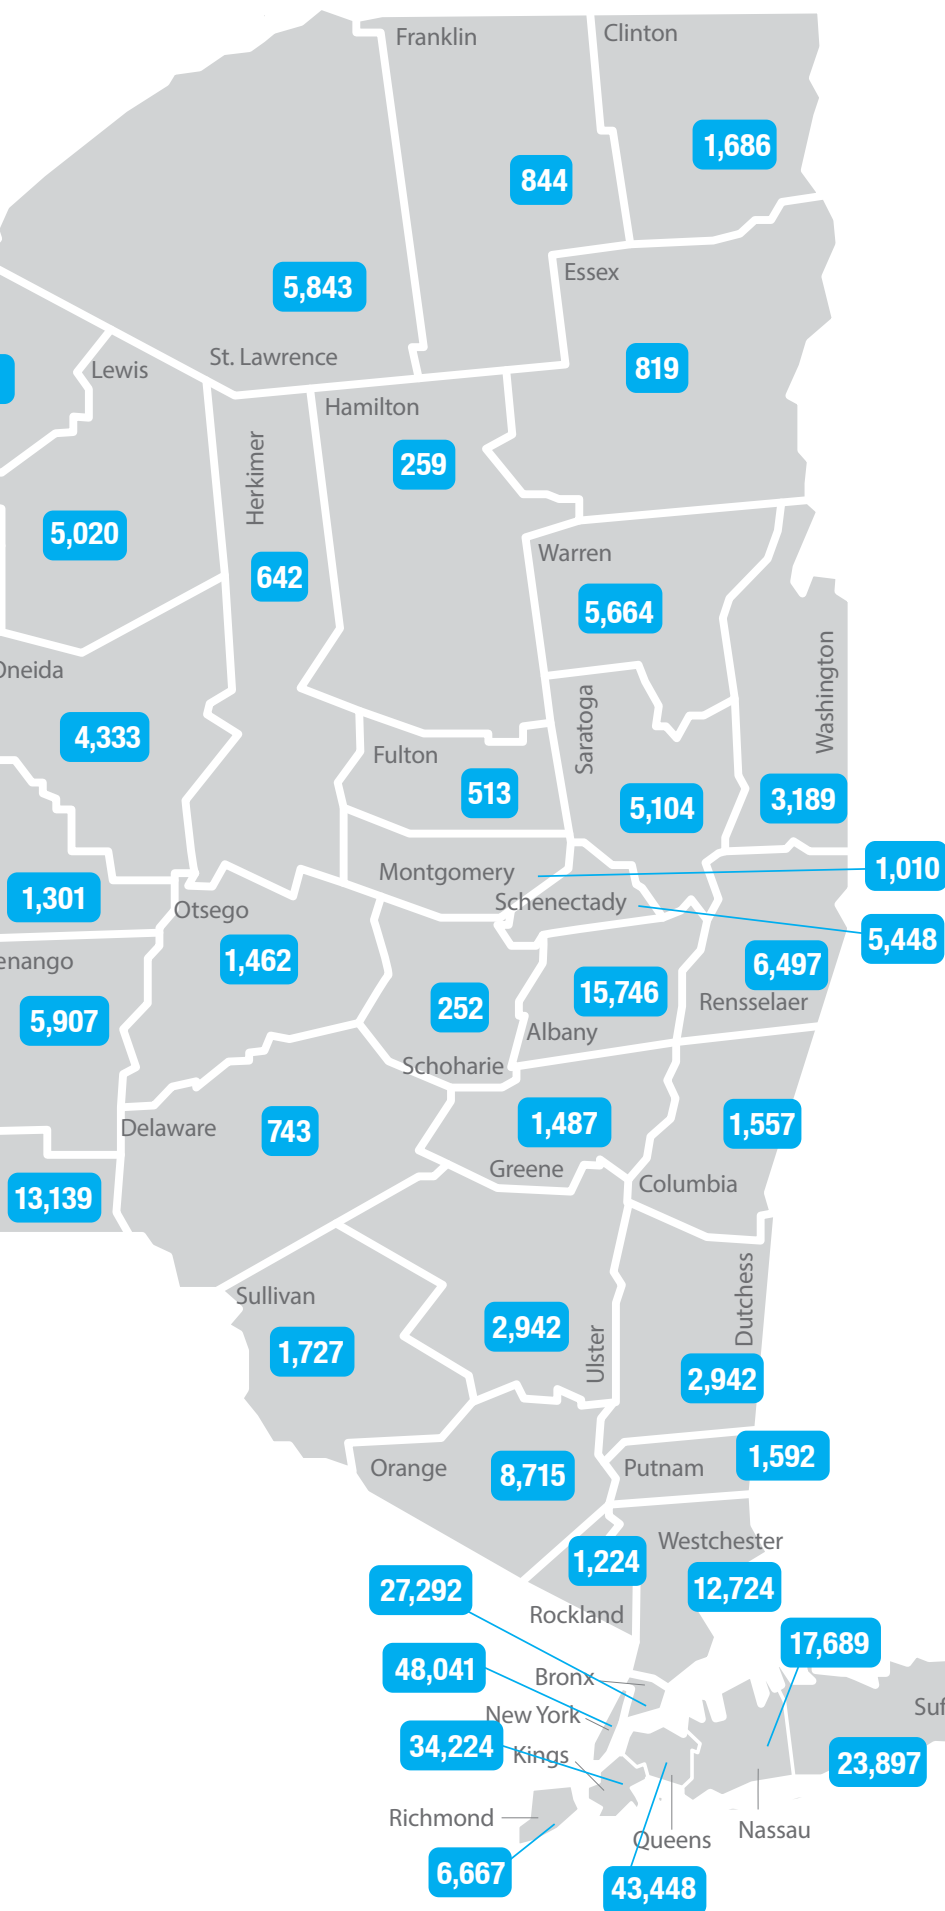 Franklin
Clinton
1,686
844
Essex
5,843
St. Lawrence
Lewis
819
Hamilton
Herkimer
259
5,020
Warren
642
5,664
Washington
Oneida
Saratoga
4,333
Fulton
513
5,104
3,189
Montgomery
1,010
1,301
Schenectady
Otsego
5,448
1,462
enango
6,497
15,746
Rensselaer
5,907
252
Albany
Schoharie
Delaware
743
1,487
1,557
Greene
Columbia
13,139
Dutchess
Sullivan
2,942
Ulster
1,727
2,942
1,592
Orange
8,715
Putnam
Westchester
1,224
12,724
27,292
Rockland
17,689
48,041
Bronx
New York
Suf
34,224
Kings
23,897
Richmond
Queens
Nassau
6,667
43,448